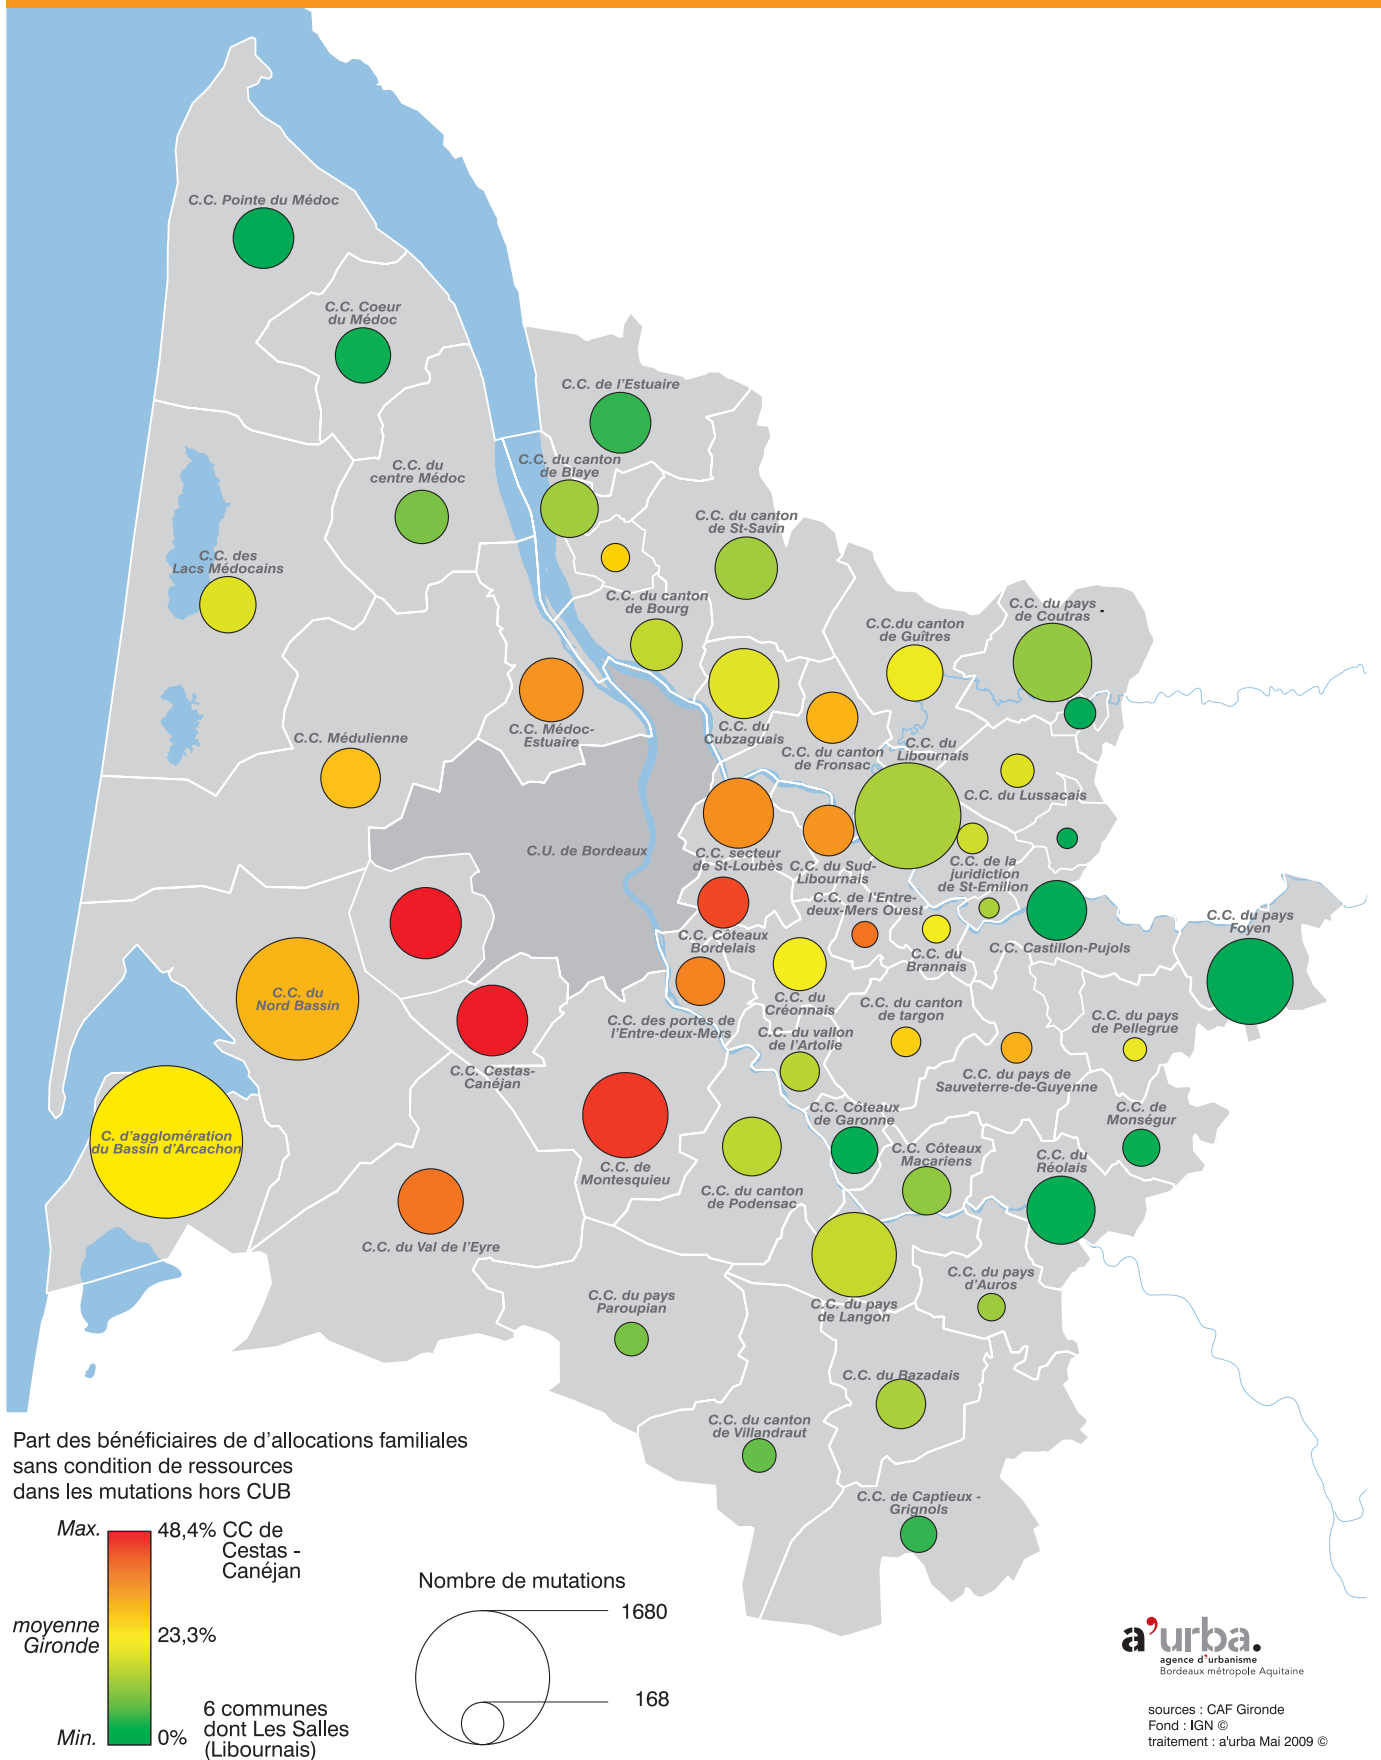 C.C. Pointe du Médoc
C.C. Coeur
du Médoc
C.C. de l'Estuaire
C.C. du canton
de Blaye
C.C. du
centre Médoc
C.C. du canton
de St-Savin
C.C. des
Lacs Médocains
C.C. du canton
de Bourg
C.C. du pays
de Coutras
C.C.du canton
de Guîtres
C.C. Médoc-
Estuaire
C.C. du
Cubzaguais
C.C. du canton
de Fronsac
C.C. du
Libournais
C.C. Médulienne
C.C. du Lussacais
C.U. de Bordeaux
C.C. secteur
de St-Loubès
C.C. du Sud-
Libournais
C.C. de la
juridiction
de St-Emilion
C.C. de l'Entre-
deux-Mers Ouest
C.C. Côteaux
Bordelais
C.C. du
Brannais
C.C. Castillon-Pujols
C.C. du pays
Foyen
C.C. du
Nord Bassin
C.C. du
Créonnais
C.C. du canton
de targon
C.C. des portes de
l'Entre-deux-Mers
C.C. du vallon
de l'Artolie
C.C. du pays
de Pellegrue
C.C. Cestas-
Canéjan
C.C. du pays de
Sauveterre-de-Guyenne
C. d'agglomération
du Bassin d'Arcachon
C.C. Côteaux
de Garonne
C.C. de
Monségur
C.C. de
Montesquieu
C.C. Côteaux
Macariens
C.C. du
Réolais
C.C. du canton
de Podensac
C.C. du Val de l'Eyre
C.C. du pays
d'Auros
C.C. du pays
Paroupian
C.C. du pays
de Langon
C.C. du Bazadais
C.C. du canton
de Villandraut
C.C. de Captieux -
Grignols
Part des bénéficiaires de d'allocations familiales
sans condition de ressources
dans les mutations hors CUB
Max.
48,4% CC de
Cestas -
Canéjan
moyenne
Gironde
23,3%
Min.
0%
6 communes
dont Les Salles
(Libournais)
Nombre de mutations
1680
168
a'urba.
agence d'urbanisme
Bordeaux métropole Aquitaine
sources : CAF Gironde
Fond : IGN ©
traitement : a'urba Mai 2009 ©